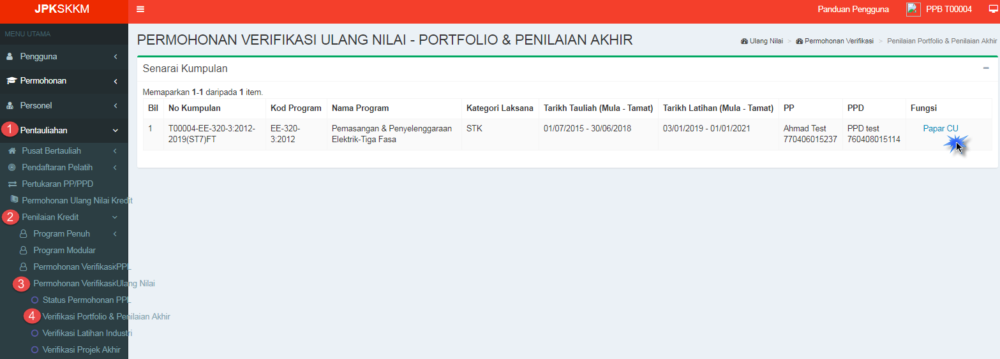 JPKSKKM
Panduan Pengguna
PPB T00004
MENU UTAMA
Pengguna
Permohonan
Personel
1
Pentauliahan
Pusat Bertauliah
Pendaftaran Pelatih
Pertukaran PP/PPD
Permohonan Ulang Nilai Kredit
2
Penilaian Kredit
Program Penuh
Program Modular
Permohonan Verifikasi PPL
3
Permohonan Verifikasi Ulang Nilai
Status Permohonan PPL
4
Verifikasi Portfolio & Penilaian Akhir
Verifikasi Latihan Industri
Verifikasi Projek Akhir
PERMOHONAN VERIFIKASI ULANG NILAI - PORTFOLIO & PENILAIAN AKHIR
Ulang Nilai > Permohonan Verifikasi > Penilaian Portfolio & Penilaian Akhir
Senarai Kumpulan
Memaparkan 1-1 daripada 1 item.
Bil No Kumpulan Kod Program Nama Program Kategori Laksana Tarikh Tauliah (Mula - Tamat) Tarikh Latihan (Mula - Tamat) PP PPD Fungsi
1 T00004-EE-320-3:2012- EE-320- Pemasangan & Penyelenggaraan STK 01/07/2015 - 30/06/2018 03/01/2019 - 01/01/2021 Ahmad Test PPD test Papar CU
2019(ST7)FT 3:2012 Elektrik-Tiga Fasa 770406015237 760408015114